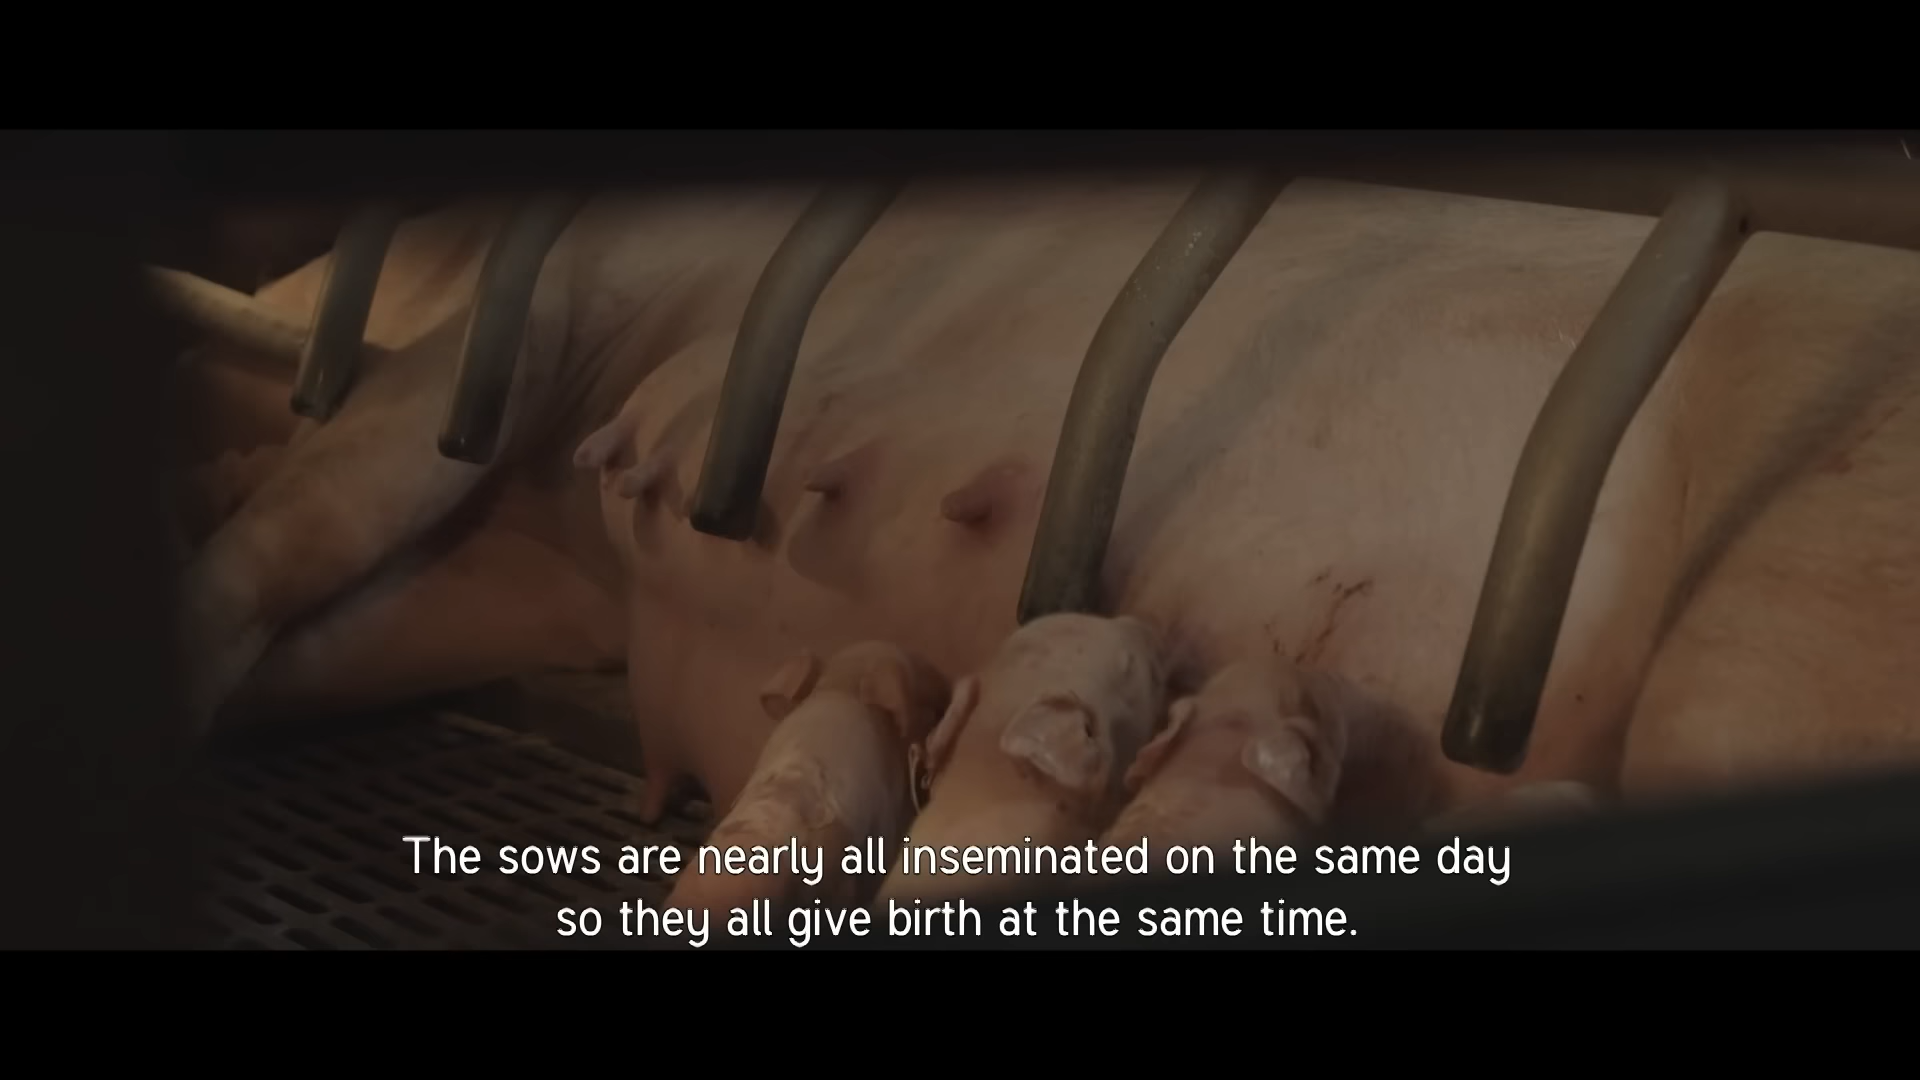 The sows are nearly all inseminated on the same day
so they all give birth at the same time.